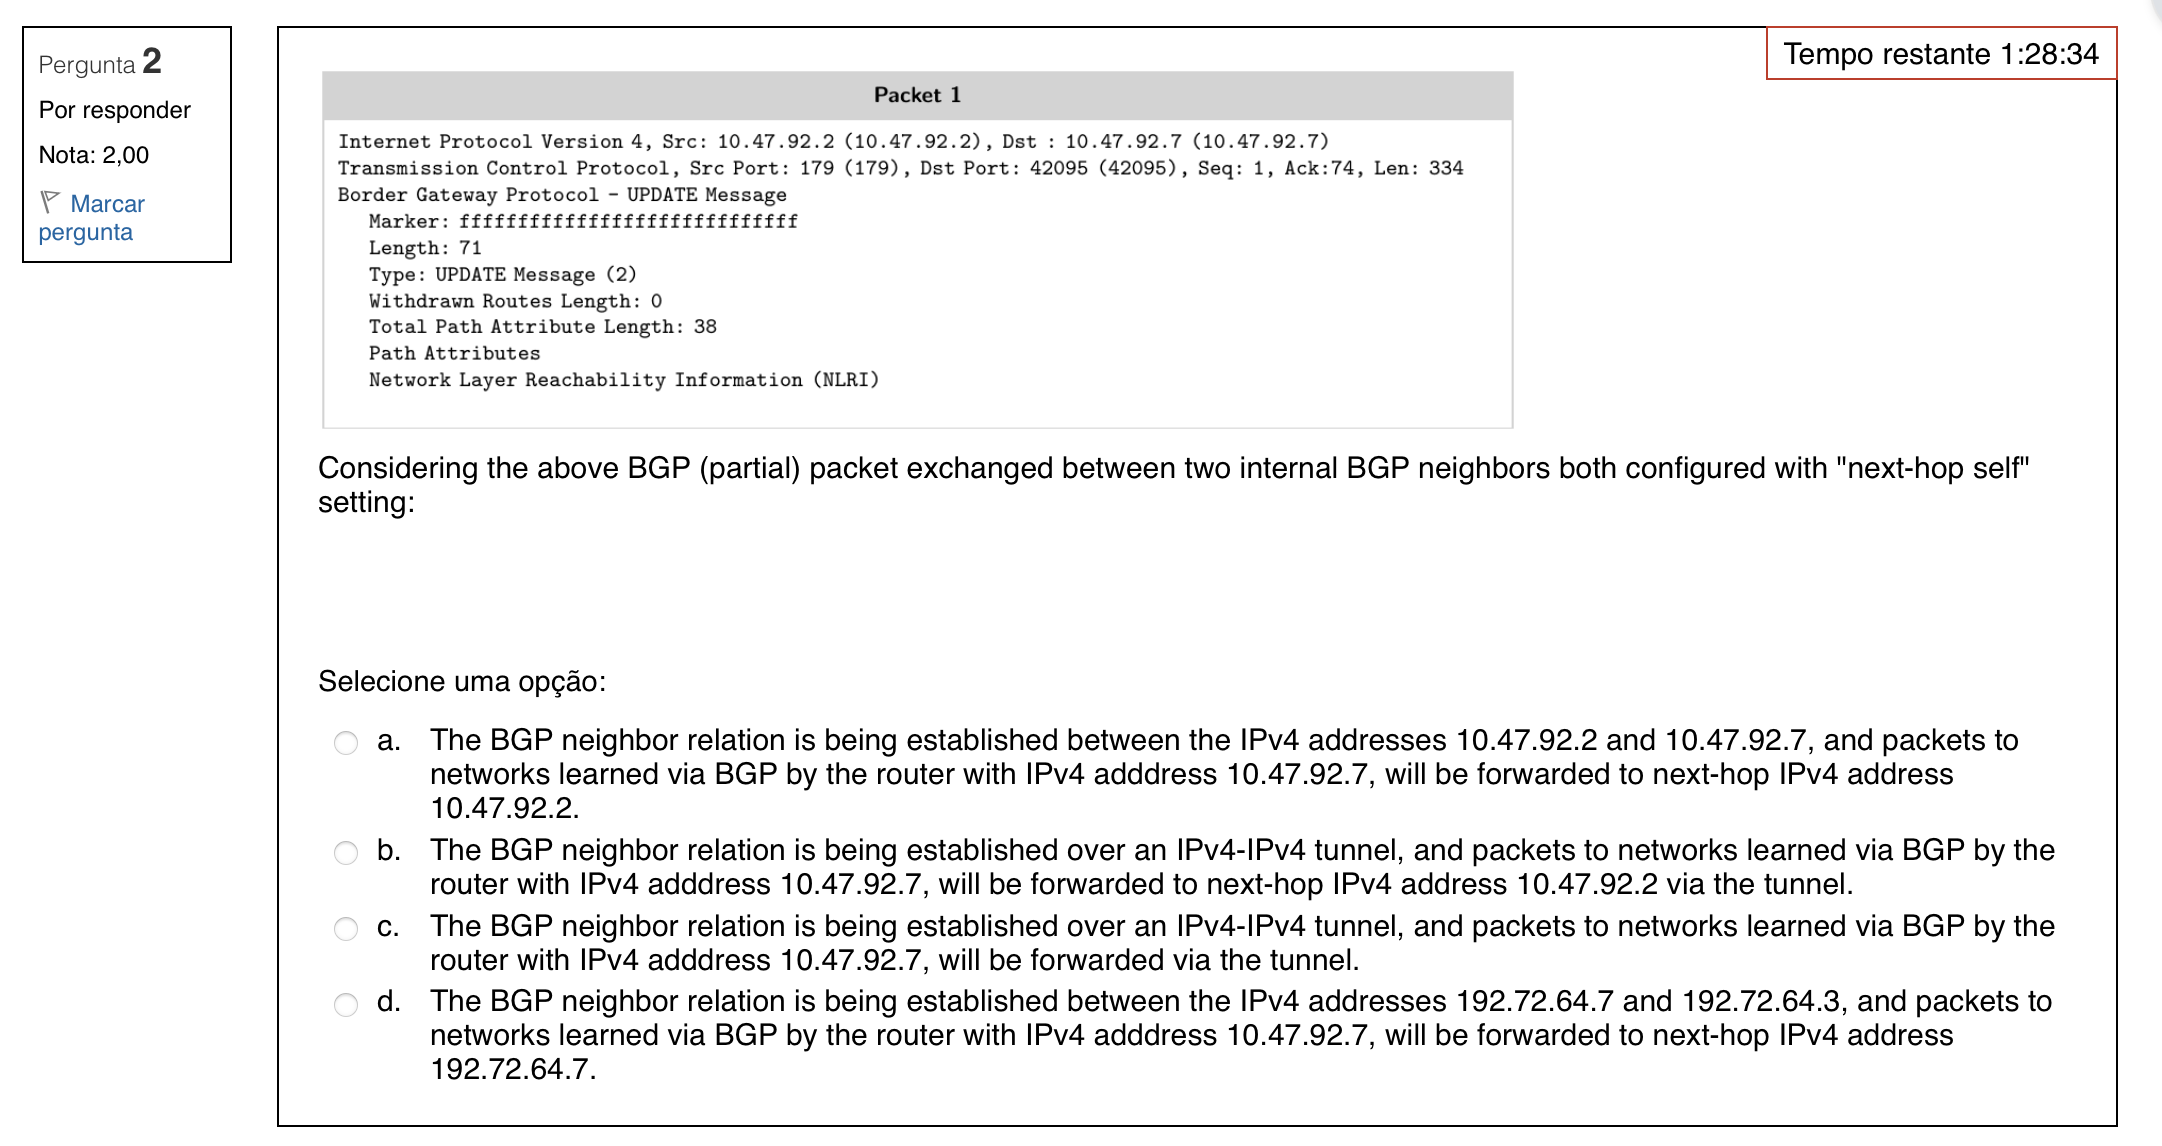 Pergunta 2
Por responder
Nota: 2,00
Marcar
pergunta
Tempo restante 1:28:34
Packet 1
Internet Protocol Version 4, Src: 10.47.92.2 (10.47.92.2), Dst : 10.47.92.7 (10.47.92.7)
Transmission Control Protocol, Src Port: 179 (179), Dst Port: 42095 (42095), Seq: 1, Ack:74, Len: 334
Border Gateway Protocol - UPDATE Message
Marker: ffffffffffffffffffffffffffffffff
Length: 71
Type: UPDATE Message (2)
Withdrawn Routes Length: 0
Total Path Attribute Length: 38
Path Attributes
Network Layer Reachability Information (NLRI)
Considering the above BGP (partial) packet exchanged between two internal BGP neighbors both configured with "next-hop self"
setting:
Selecione uma opção:
a. The BGP neighbor relation is being established between the IPv4 addresses 10.47.92.2 and 10.47.92.7, and packets to
networks learned via BGP by the router with IPv4 adddress 10.47.92.7, will be forwarded to next-hop IPv4 address
10.47.92.2.
b. The BGP neighbor relation is being established over an IPv4-IPv4 tunnel, and packets to networks learned via BGP by the
router with IPv4 adddress 10.47.92.7, will be forwarded to next-hop IPv4 address 10.47.92.2 via the tunnel.
c. The BGP neighbor relation is being established over an IPv4-IPv4 tunnel, and packets to networks learned via BGP by the
router with IPv4 adddress 10.47.92.7, will be forwarded via the tunnel.
d. The BGP neighbor relation is being established between the IPv4 addresses 192.72.64.7 and 192.72.64.3, and packets to
networks learned via BGP by the router with IPv4 adddress 10.47.92.7, will be forwarded to next-hop IPv4 address
192.72.64.7.